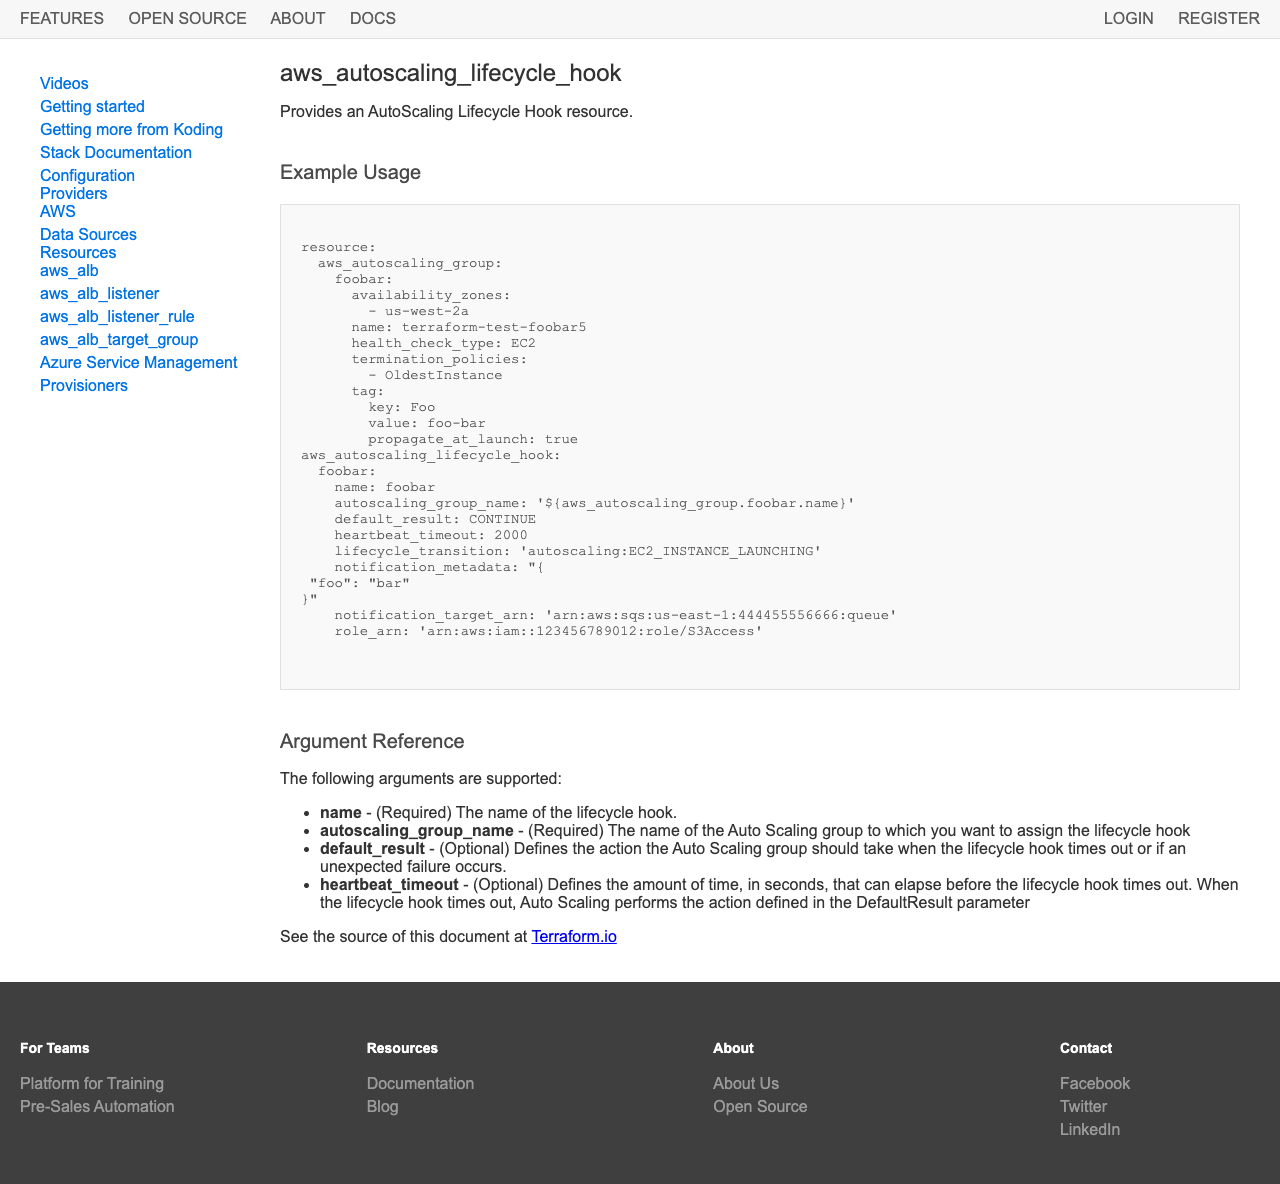 FEATURES OPEN SOURCE ABOUT DOCS LOGIN REGISTER
Videos
Getting started
Getting more from Koding
Stack Documentation
Configuration
Providers
AWS
Data Sources
Resources
aws_alb
aws_alb_listener
aws_alb_listener_rule
aws_alb_target_group
Azure Service Management
Provisioners
aws_autoscaling_lifecycle_hook
Provides an AutoScaling Lifecycle Hook resource.
Example Usage
resource:
  aws_autoscaling_group:
    foobar:
      availability_zones:
        - us-west-2a
      name: terraform-test-foobar5
      health_check_type: EC2
      termination_policies:
        - OldestInstance
      tag:
        key: Foo
        value: foo-bar
        propagate_at_launch: true
aws_autoscaling_lifecycle_hook:
  foobar:
    name: foobar
    autoscaling_group_name: '${aws_autoscaling_group.foobar.name}'
    default_result: CONTINUE
    heartbeat_timeout: 2000
    lifecycle_transition: 'autoscaling:EC2_INSTANCE_LAUNCHING'
    notification_metadata: "{
 "foo": "bar"
}"
    notification_target_arn: 'arn:aws:sqs:us-east-1:444455556666:queue'
    role_arn: 'arn:aws:iam::123456789012:role/S3Access'
Argument Reference
The following arguments are supported:
• name - (Required) The name of the lifecycle hook.
• autoscaling_group_name - (Required) The name of the Auto Scaling group to which you want to assign the lifecycle hook
• default_result - (Optional) Defines the action the Auto Scaling group should take when the lifecycle hook times out or if an
unexpected failure occurs.
• heartbeat_timeout - (Optional) Defines the amount of time, in seconds, that can elapse before the lifecycle hook times out. When
the lifecycle hook times out, Auto Scaling performs the action defined in the DefaultResult parameter
See the source of this document at Terraform.io
For Teams
Platform for Training
Pre-Sales Automation
Resources
Documentation
Blog
About
About Us
Open Source
Contact
Facebook
Twitter
LinkedIn